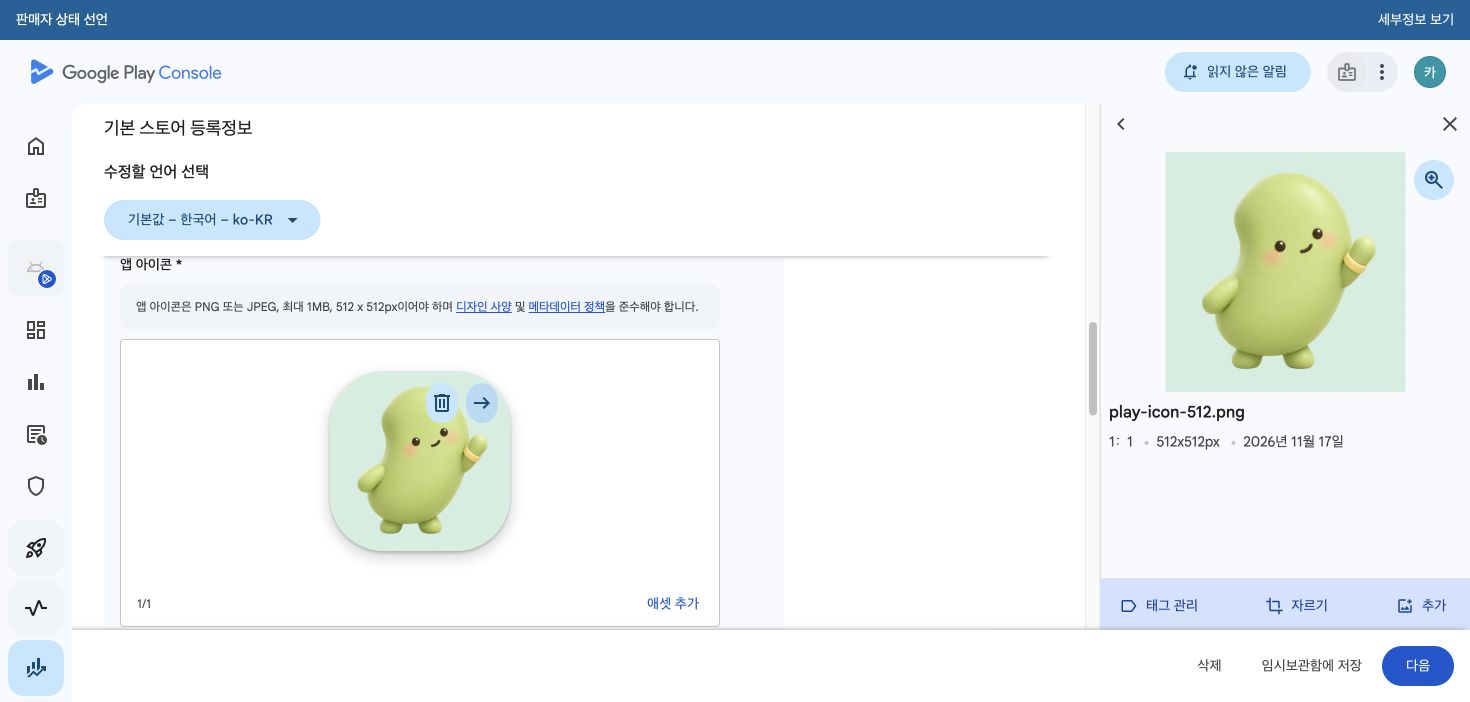 판매자 상태 선언
세부정보 보기
Google Play Console
읽지 않은 알림
카
기본 스토어 등록정보
수정할 언어 선택
기본값 – 한국어 – ko-KR
앱 아이콘 *
앱 아이콘은 PNG 또는 JPEG, 최대 1MB, 512 x 512px이어야 하며 디자인 사양 및 메타데이터 정책을 준수해야 합니다.
1/1
애셋 추가
play-icon-512.png
1: 1 • 512x512px • 2026년 11월 17일
태그 관리
자르기
추가
삭제
임시보관함에 저장
다음